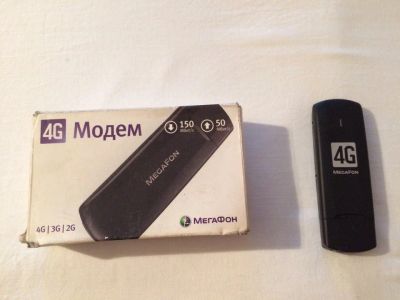 4G Модем
150 Мбит/с
50 Мбит/с
MEGAFON
4G|3G|2G
МЕГАФОН
4G
MEGAFON